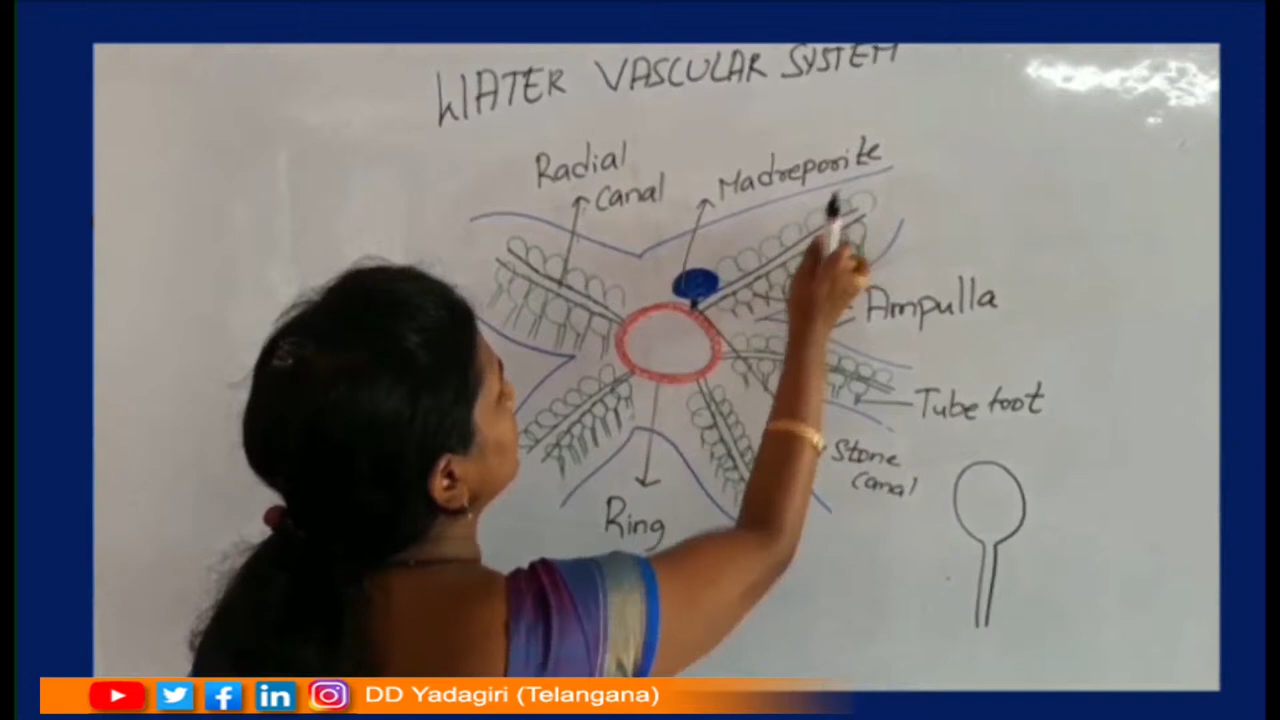 WATER VASCULAR SYSTEM
Radial
Canal
Madreporite
Ampulla
Tube foot
Stone
Canal
Ring
DD Yadagiri (Telangana)